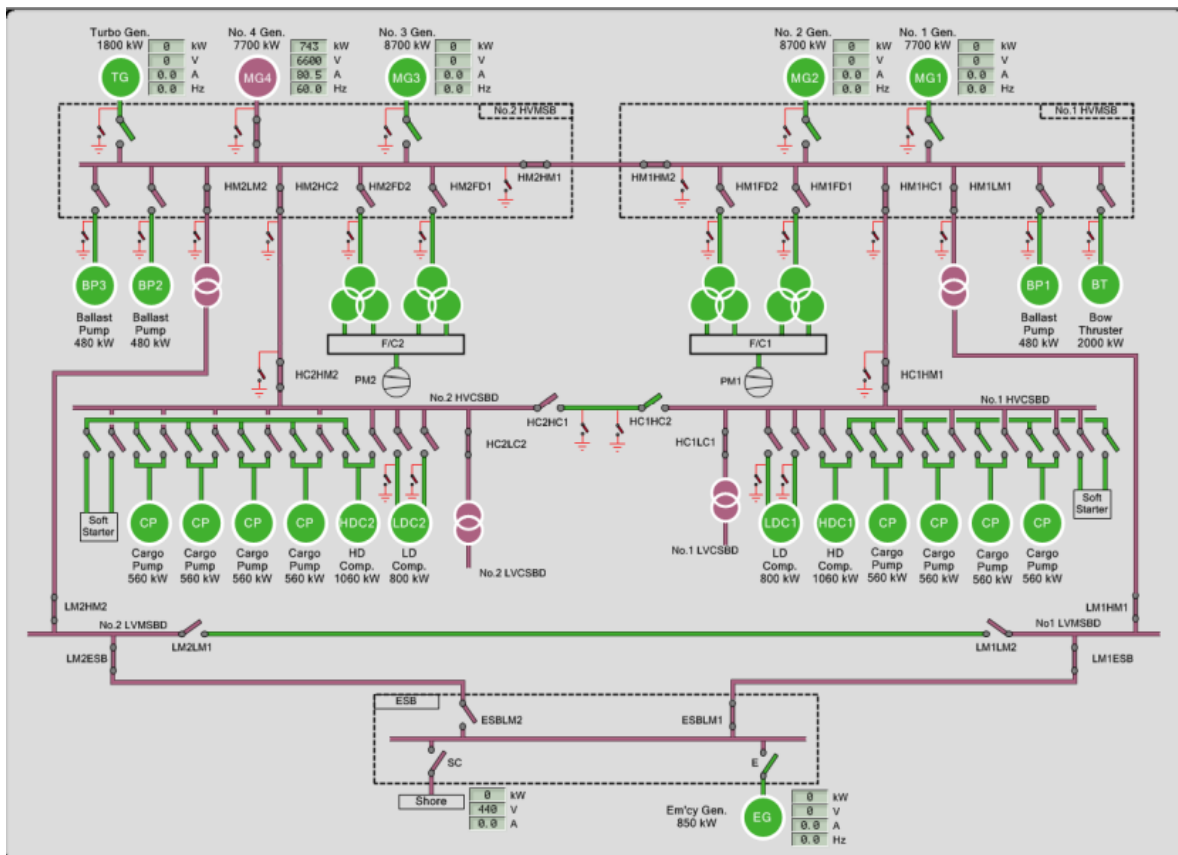 Turbo Gen.
1800 kW
0 kW
0 V
0.0 A
0.0 Hz
TG
No. 4 Gen.
7700 kW
743 kW
6600 V
80.5 A
60.0 Hz
MG4
No. 3 Gen.
8700 kW
0 kW
0 V
0.0 A
0.0 Hz
MG3
No. 2 Gen.
8700 kW
0 kW
0 V
0.0 A
0.0 Hz
MG2
No. 1 Gen.
7700 kW
0 kW
0 V
0.0 A
0.0 Hz
MG1
No.2 HVMSB
No.1 HVMSB
HM2LM2
HM2HC2
HM2FD2
HM2FD1
HM2HM1
HM1HM2
HM1FD2
HM1FD1
HM1HC1
HM1LM1
BP3
Ballast
Pump
480 kW
BP2
Ballast
Pump
480 kW
F/C2
PM2
F/C1
PM1
BP1
Ballast
Pump
480 kW
BT
Bow
Thruster
2000 kW
HC2HM2
HC1HM1
No.2 HVCSBD
HC2HC1
HC1HC2
No.1 HVCSBD
HC2LC2
HC1LC1
Soft
Starter
CP
Cargo
Pump
560 kW
CP
Cargo
Pump
560 kW
CP
Cargo
Pump
560 kW
CP
Cargo
Pump
560 kW
HDC2
HD
Comp.
1060 kW
LDC2
LD
Comp.
800 kW
No.2 LVCSBD
No.1 LVCSBD
LDC1
LD
Comp.
800 kW
HDC1
HD
Comp.
1060 kW
CP
Cargo
Pump
560 kW
CP
Cargo
Pump
560 kW
CP
Cargo
Pump
560 kW
CP
Cargo
Pump
560 kW
Soft
Starter
LM2HM2
LM1HM1
No.2 LVMSBD
LM2LM1
LM1LM2
No1 LVMSBD
LM2ESB
LM1ESB
ESB
ESBLM2
ESBLM1
SC
E
Shore
0 kW
440 V
0.0 A
Em'cy Gen.
850 kW
EG
0 kW
0 V
0.0 A
0.0 Hz